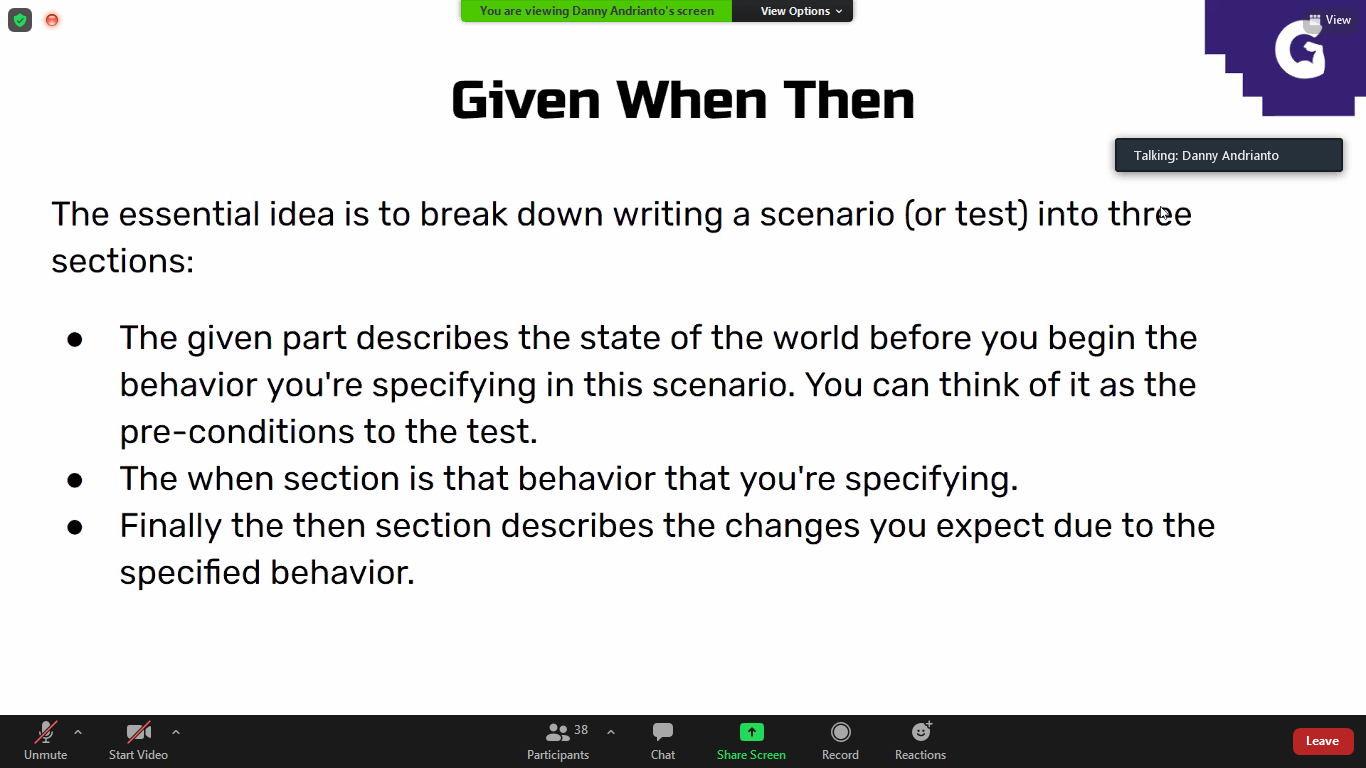 You are viewing Danny Andrianto's screen
View Options
View
G
Given When Then
Talking: Danny Andrianto
The essential idea is to break down writing a scenario (or test) into three
sections:
● The given part describes the state of the world before you begin the
behavior you're specifying in this scenario. You can think of it as the
pre-conditions to the test.
● The when section is that behavior that you're specifying.
● Finally the then section describes the changes you expect due to the
specified behavior.
Unmute
Start Video
38
Participants
Chat
Share Screen
Record
Reactions
Leave